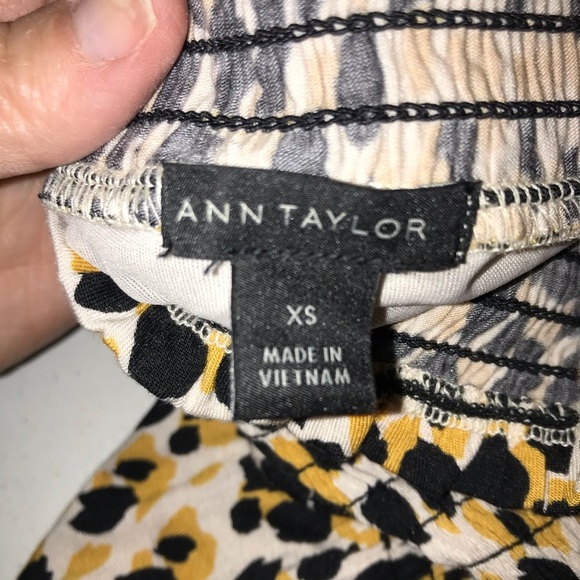 ANN TAYLOR
XS
MADE IN
VIETNAM